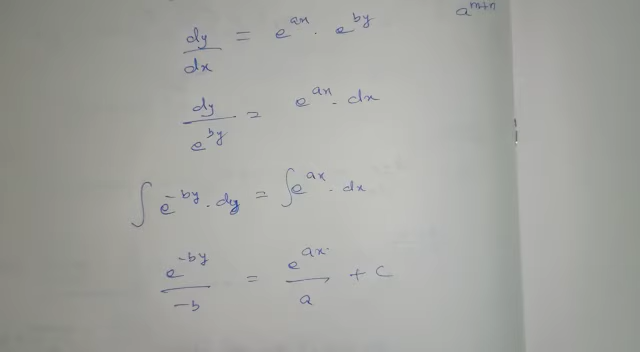 dy/dx = e^ax · e^by
a^m+n
dy/e^by = e^ax · dx
∫ e^-by · dy = ∫ e^ax · dx
e^-by/-b = e^ax/a + c